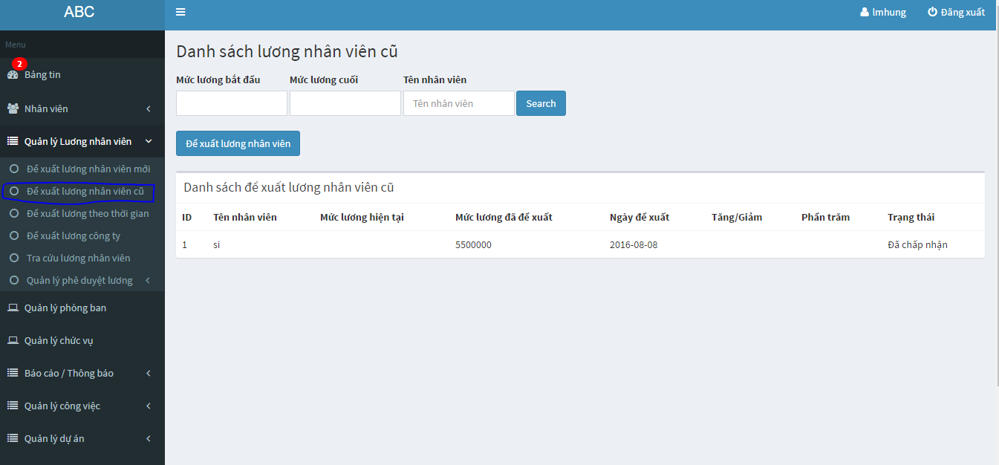 ABC
lmhung
Đăng xuất
Menu
2
Bảng tin
Nhân viên
Quản lý Lương nhân viên
Đề xuất lương nhân viên mới
Đề xuất lương nhân viên cũ
Đề xuất lương theo thời gian
Đề xuất lương công ty
Tra cứu lương nhân viên
Quản lý phê duyệt lương
Quản lý phòng ban
Quản lý chức vụ
Báo cáo / Thông báo
Quản lý công việc
Quản lý dự án
Danh sách lương nhân viên cũ
Mức lương bắt đầu Mức lương cuối Tên nhân viên
Tên nhân viên Search
Đề xuất lương nhân viên
Danh sách đề xuất lương nhân viên cũ
ID Tên nhân viên Mức lương hiện tại Mức lương đã đề xuất Ngày đề xuất Tăng/Giảm Phần trăm Trạng thái
1 si 5500000 2016-08-08 Đã chấp nhận